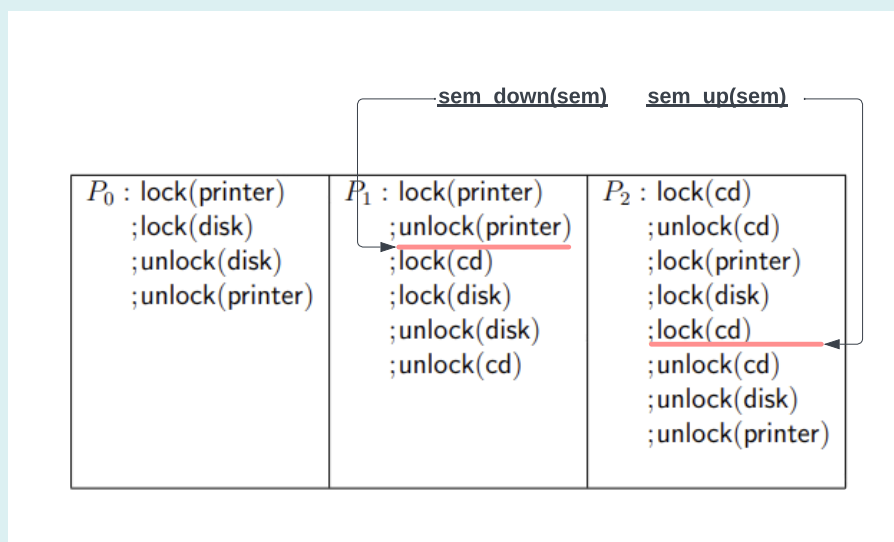 sem_down(sem) sem_up(sem)
P0 : lock(printer)
;lock(disk)
;unlock(disk)
;unlock(printer)
P1 : lock(printer)
;unlock(printer)
;lock(cd)
;lock(disk)
;unlock(disk)
;unlock(cd)
P2 : lock(cd)
;unlock(cd)
;lock(printer)
;lock(disk)
;lock(cd)
;unlock(cd)
;unlock(disk)
;unlock(printer)